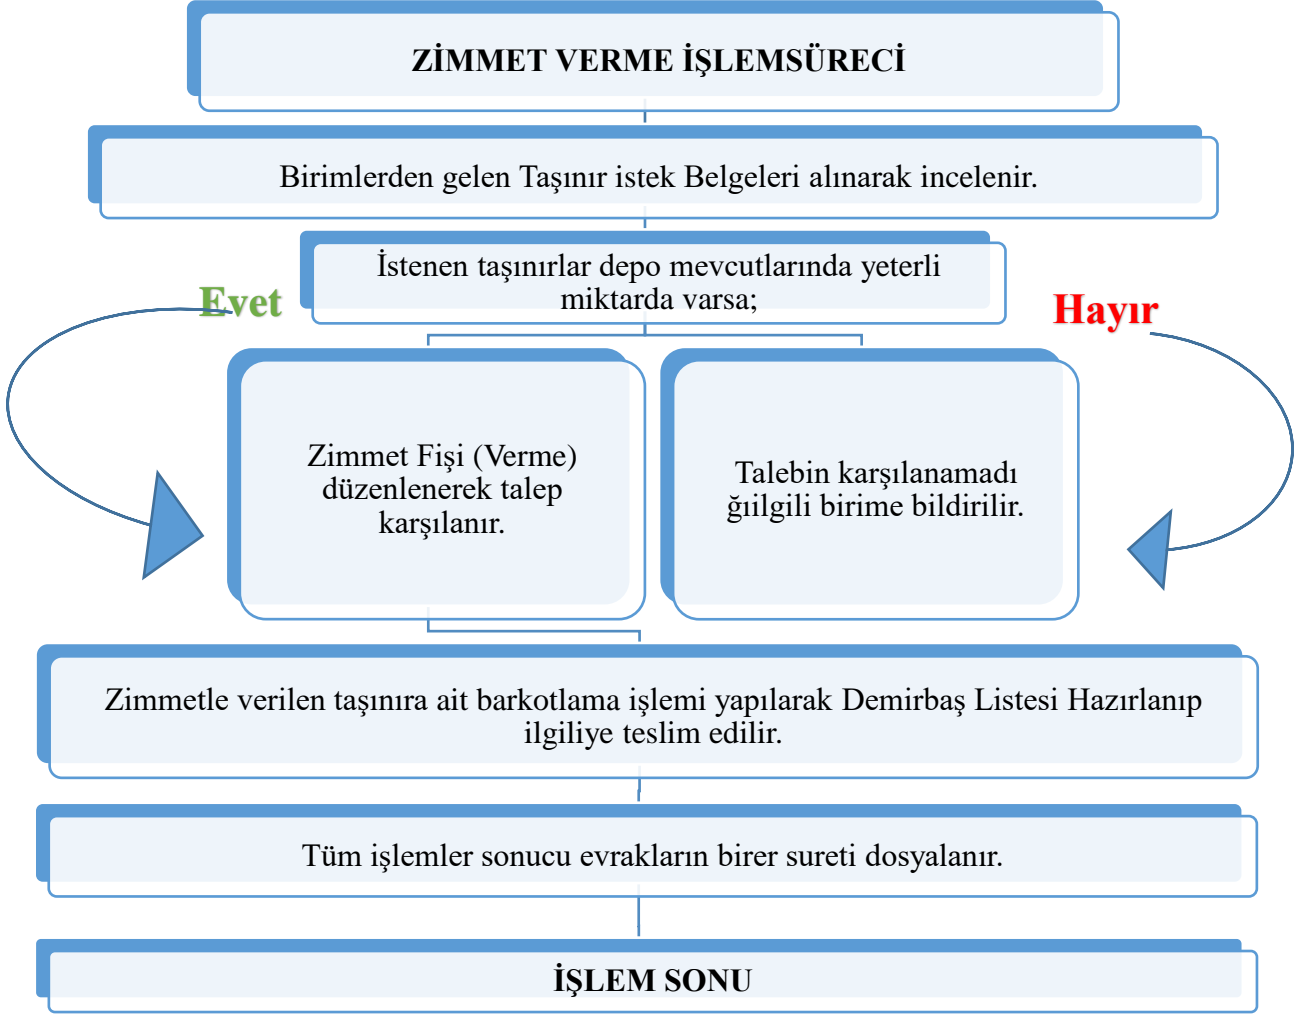 ZİMMET VERME İŞLEMSÜRECİ
Birimlerden gelen Taşınır istek Belgeleri alınarak incelenir.
İstenen taşınırlar depo mevcutlarında yeterli
miktarda varsa;
Evet
Hayır
Zimmet Fişi (Verme)
düzenlenerek talep
karşılanır.
Talebin karşılanamadı
ğıilgili birime bildirilir.
Zimmetle verilen taşınıra ait barkotlama işlemi yapılarak Demirbaş Listesi Hazırlanıp
ilgiliye teslim edilir.
Tüm işlemler sonucu evrakların birer sureti dosyalanır.
İŞLEM SONU